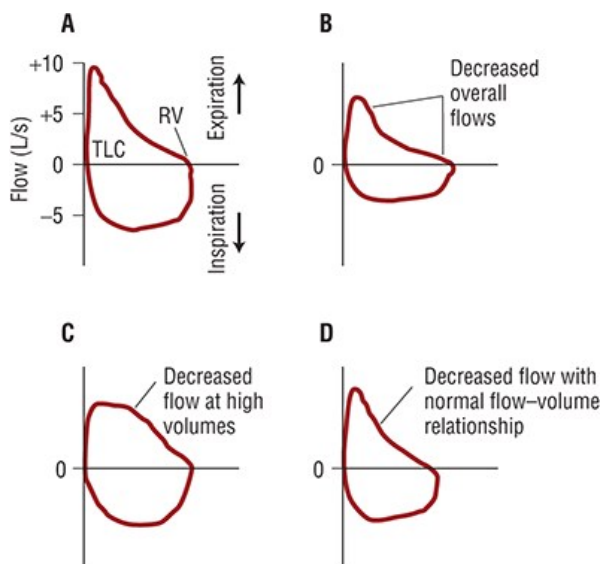 A
+10
+5
0
−5
Flow (L/s)
TLC
RV
Expiration
Inspiration
B
Decreased
overall
flows
0
C
Decreased
flow at high
volumes
0
D
Decreased flow with
normal flow–volume
relationship
0